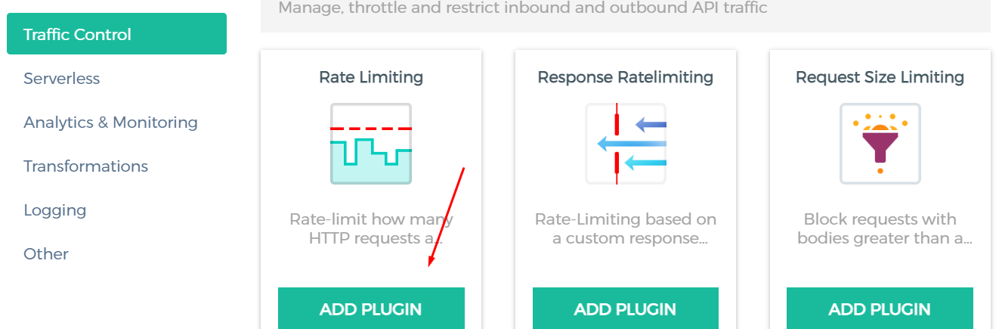 Manage, throttle and restrict inbound and outbound API traffic
Traffic Control
Serverless
Analytics & Monitoring
Transformations
Logging
Other
Rate Limiting
Rate-limit how many
HTTP requests a...
ADD PLUGIN
Response Ratelimiting
Rate-Limiting based on
a custom response...
ADD PLUGIN
Request Size Limiting
Block requests with
bodies greater than a...
ADD PLUGIN